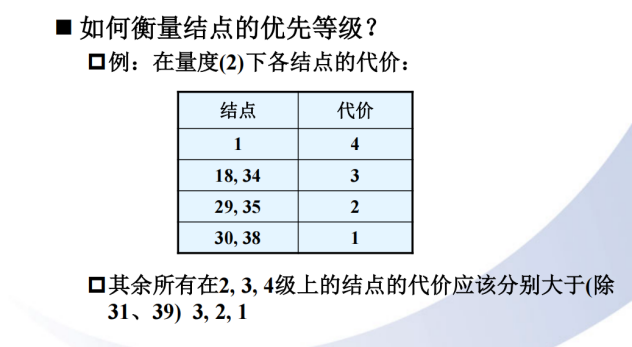 ■ 如何衡量结点的优先等级？
❑例：在量度(2)下各结点的代价：
结点 代价
1 4
18, 34 3
29, 35 2
30, 38 1
❑其余所有在2, 3, 4级上的结点的代价应该分别大于(除
31、39) 3, 2, 1